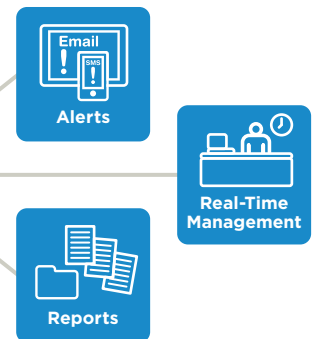 Email
!
SMS
!
Alerts
Real-Time
Management
Reports